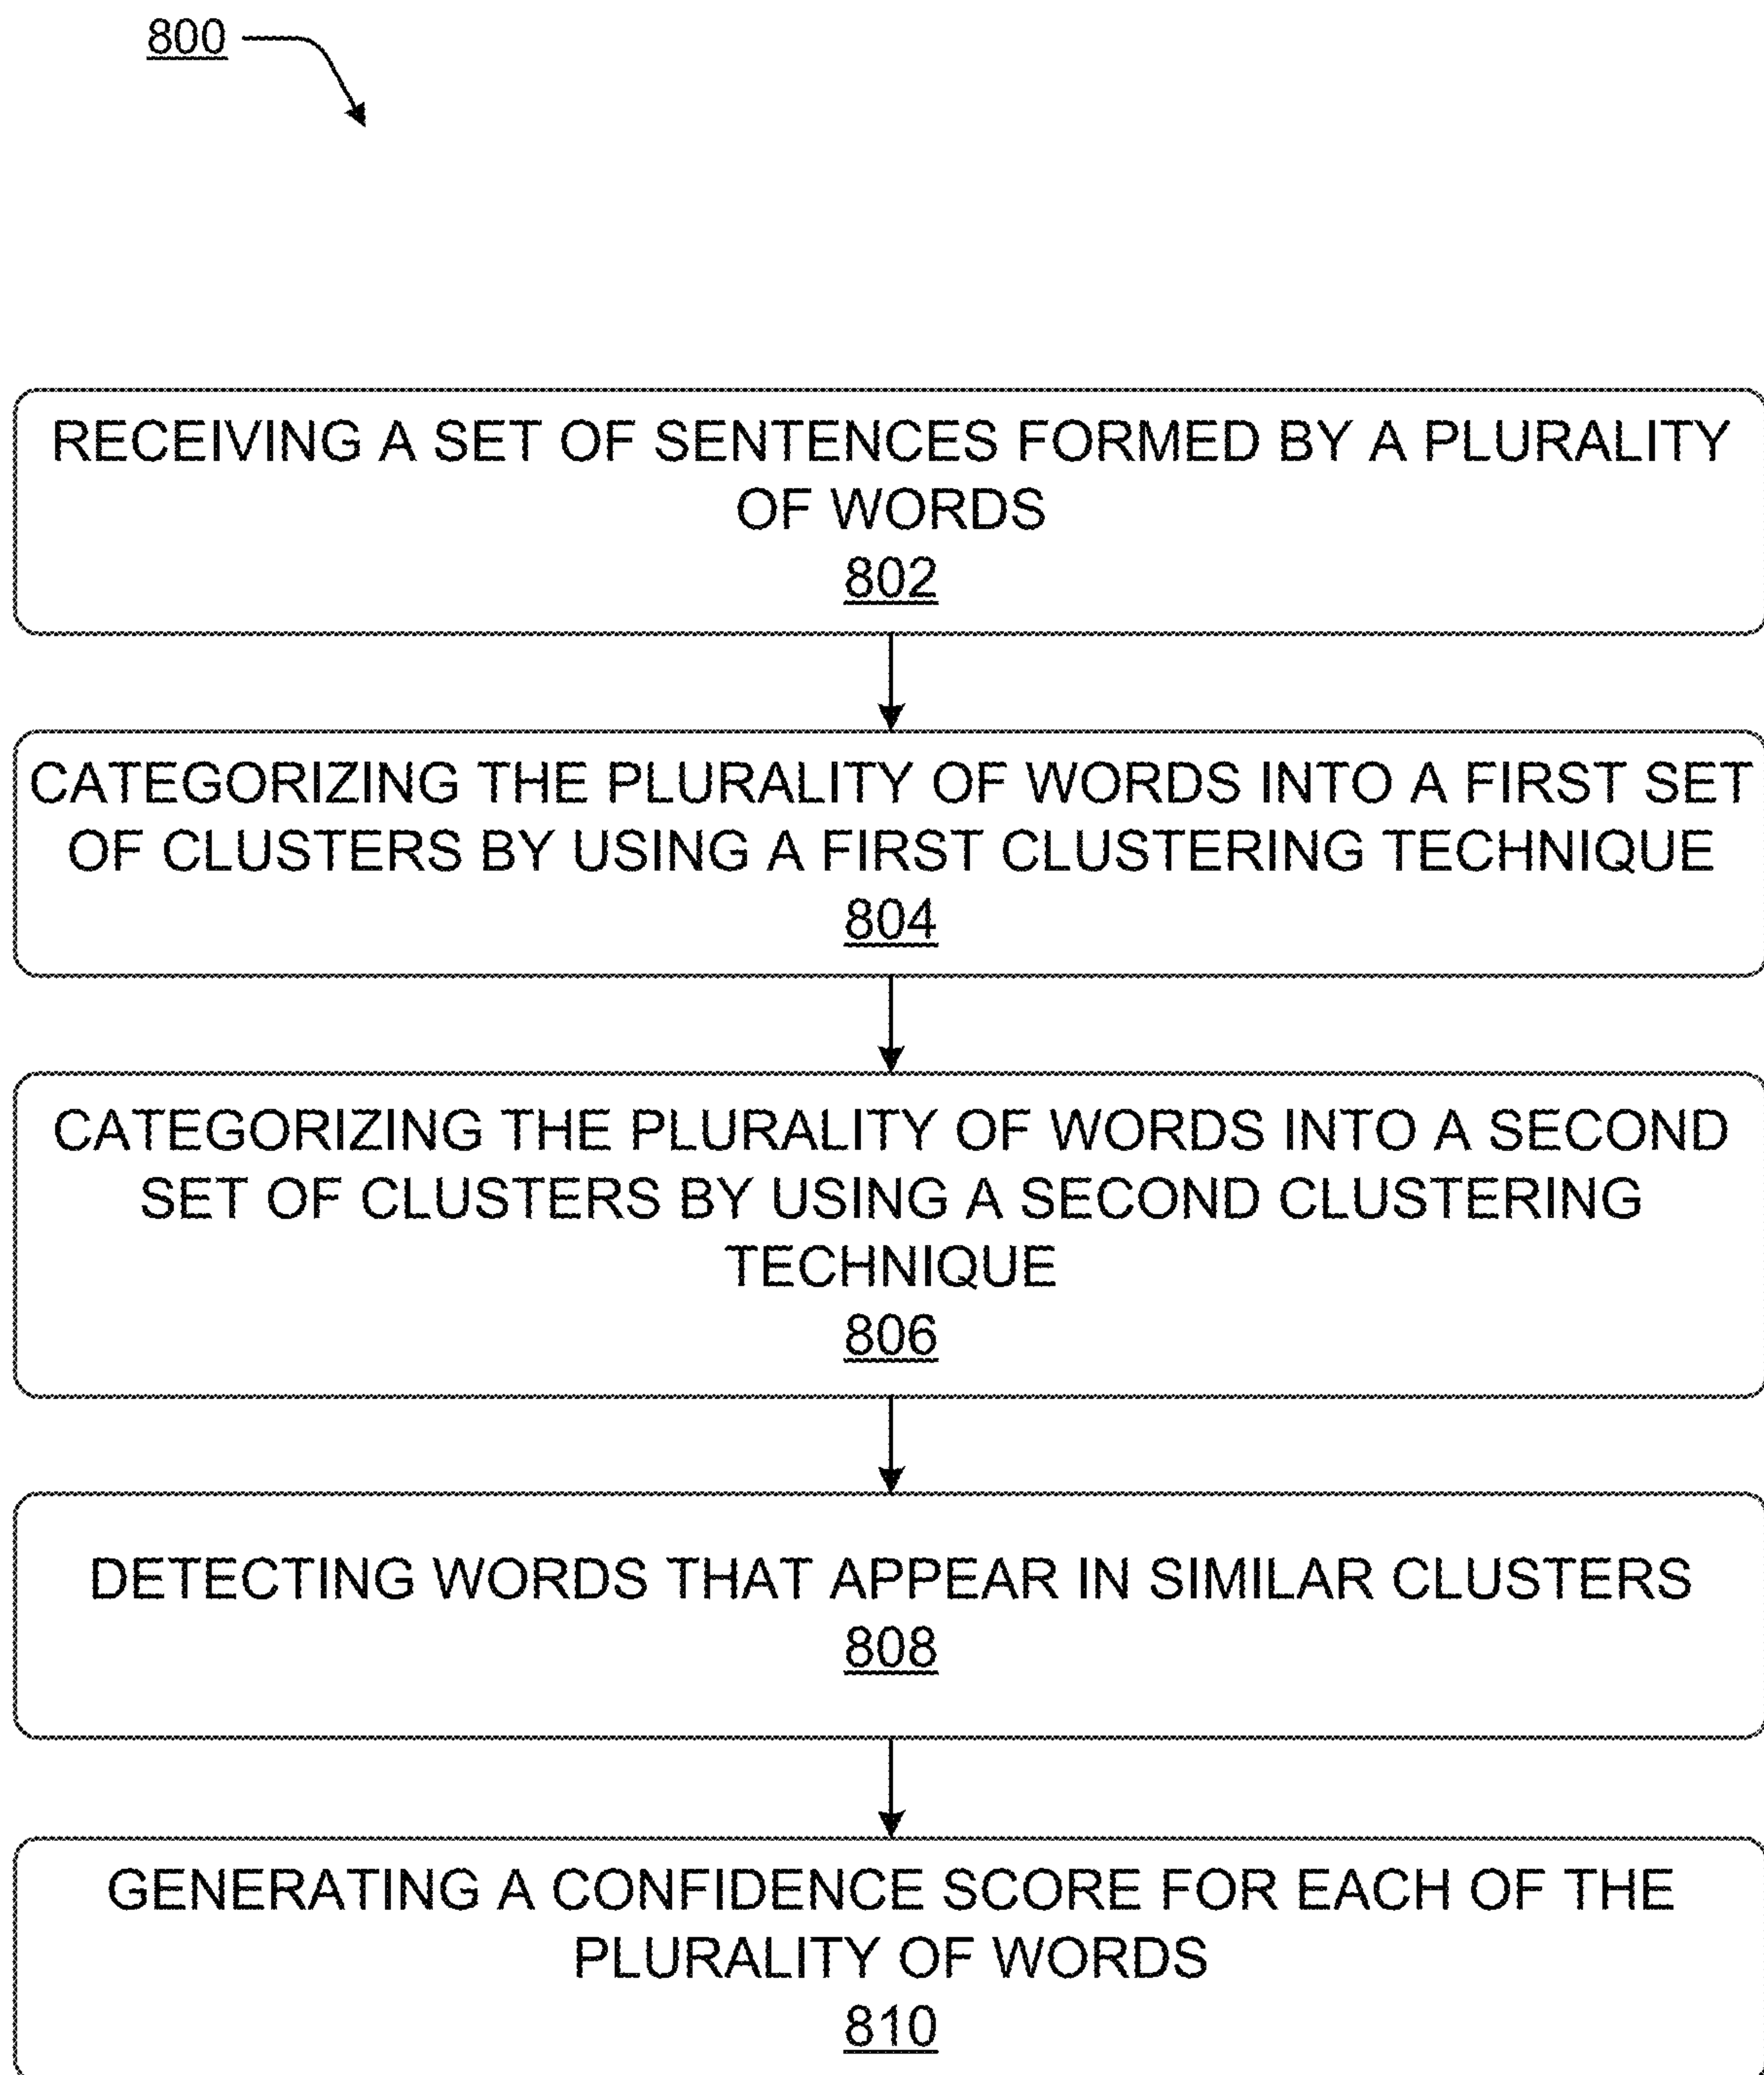 800
RECEIVING A SET OF SENTENCES FORMED BY A PLURALITY
OF WORDS
802
CATEGORIZING THE PLURALITY OF WORDS INTO A FIRST SET
OF CLUSTERS BY USING A FIRST CLUSTERING TECHNIQUE
804
CATEGORIZING THE PLURALITY OF WORDS INTO A SECOND
SET OF CLUSTERS BY USING A SECOND CLUSTERING
TECHNIQUE
806
DETECTING WORDS THAT APPEAR IN SIMILAR CLUSTERS
808
GENERATING A CONFIDENCE SCORE FOR EACH OF THE
PLURALITY OF WORDS
810